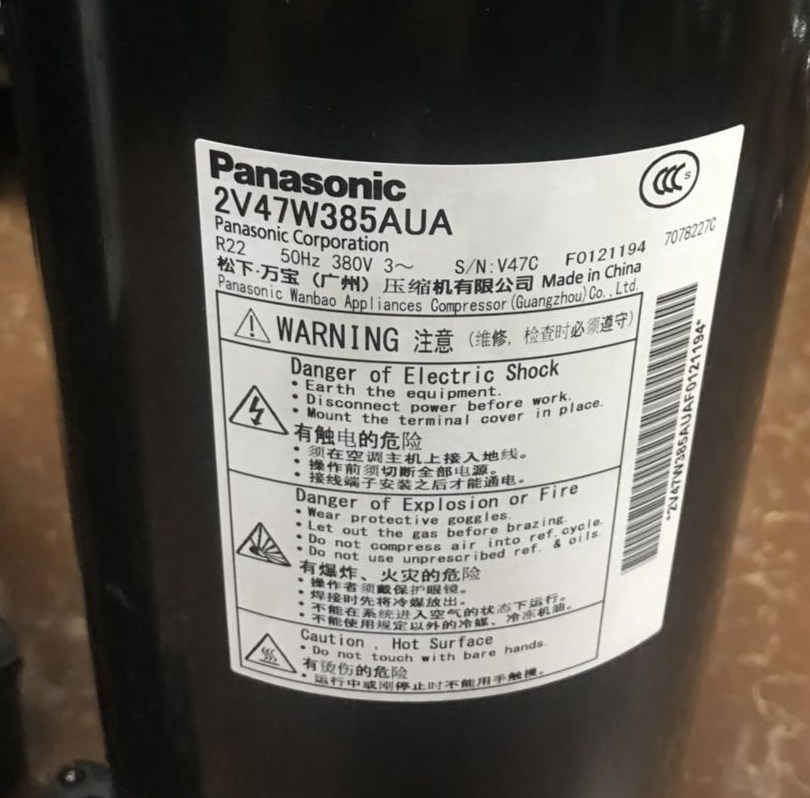 Panasonic
CCC S
2V47W385AUA
Panasonic Corporation
7078227C
R22 50Hz 380V 3～ S/N:V47C F0121194
松下·万宝（广州）压缩机有限公司 Made in China
Panasonic Wanbao Appliances Compressor(Guangzhou)Co.,Ltd.
WARNING 注意（维修, 检查时必须遵守）
Danger of Electric Shock
• Earth the equipment.
• Disconnect power before work.
• Mount the terminal cover in place.
有触电的危险
• 须在空调主机上接入地线。
• 操作前须切断全部电源。
• 接线端子安装之后才能通电。
Danger of Explosion or Fire
• Wear protective goggles.
• Let out the gas before brazing.
• Do not compress air into ref.cycle.
• Do not use unprescribed ref. & oils.
有爆炸、火灾的危险
• 操作者须戴保护眼镜。
• 焊接时先将冷媒放出。
• 不能在系统进入空气的状态下运行。
• 不能使用规定以外的冷媒、冷冻机油。
Caution , Hot Surface
• Do not touch with bare hands.
有烫伤的危险
• 运行中或刚停止时不能用手触摸。
*2V47W385AUAF0121194*